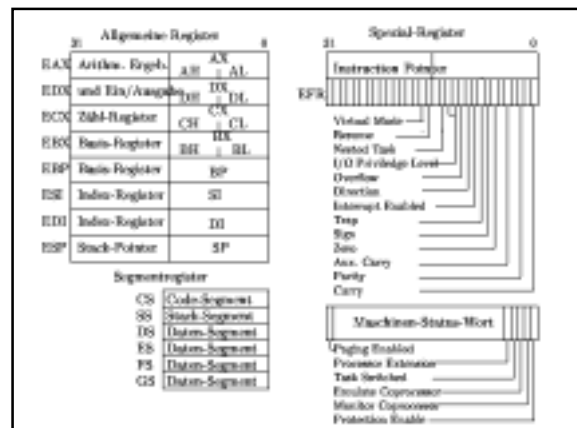 Allgemeine Register
31 0
EAX Arithm. Ergeb. AX
AH AL
EDX und Ein/Ausgabe DX
DH DL
ECX Zähl-Register CX
CH CL
EBX Basis-Register BX
BH BL
EBP Basis-Register BP
ESI Index-Register SI
EDI Index-Register DI
ESP Stack-Pointer SP
Segmentregister
CS Code-Segment
SS Stack-Segment
DS Daten-Segment
ES Daten-Segment
FS Daten-Segment
GS Daten-Segment
Spezial-Register
31 0
Instruction Pointer
EFR
Virtual Mode
Resume
Nested Task
I/O Priviledge Level
Overflow
Direction
Interrupt Enabled
Trap
Sign
Zero
Aux. Carry
Parity
Carry
Maschinen-Status-Wort
Paging Enabled
Processor Extension
Task Switched
Emulate Coprocessor
Monitor Coprocessor
Protection Enable